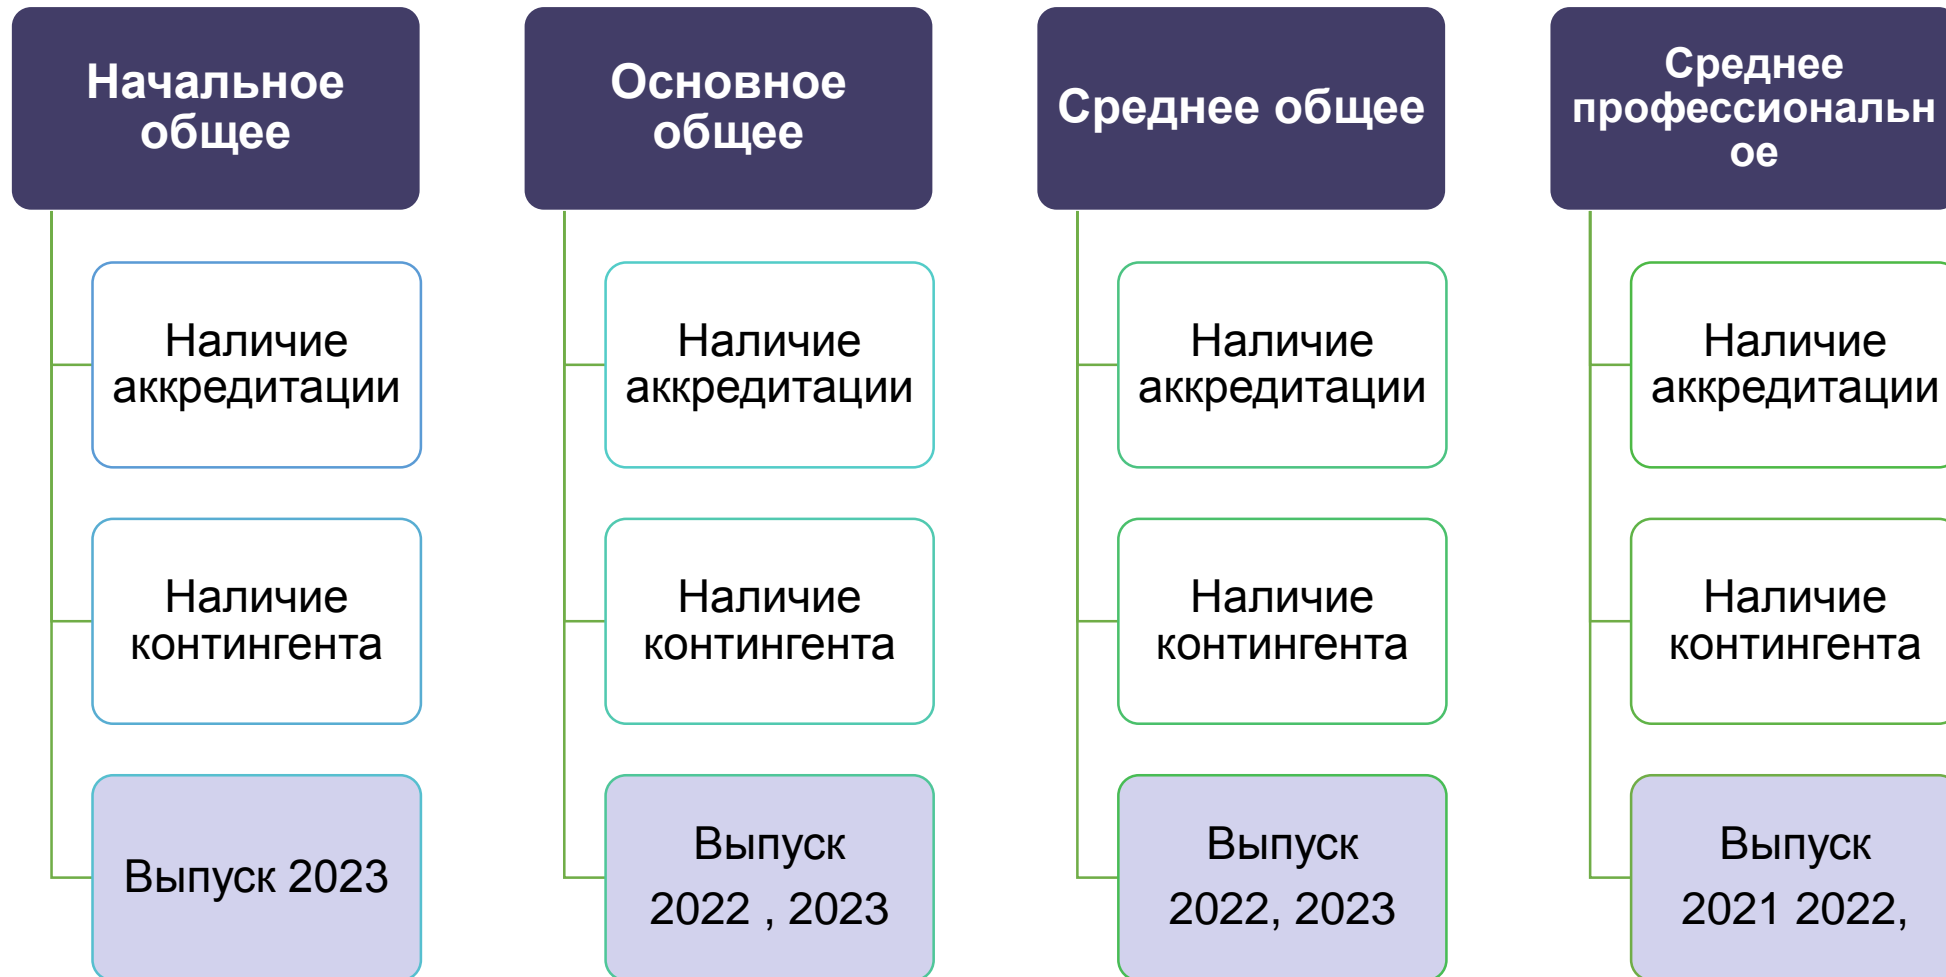 Начальное
общее
Наличие
аккредитации
Наличие
контингента
Выпуск 2023
Основное
общее
Наличие
аккредитации
Наличие
контингента
Выпуск
2022 , 2023
Среднее общее
Наличие
аккредитации
Наличие
контингента
Выпуск
2022, 2023
Среднее
профессиональн
ое
Наличие
аккредитации
Наличие
контингента
Выпуск
2021 2022,